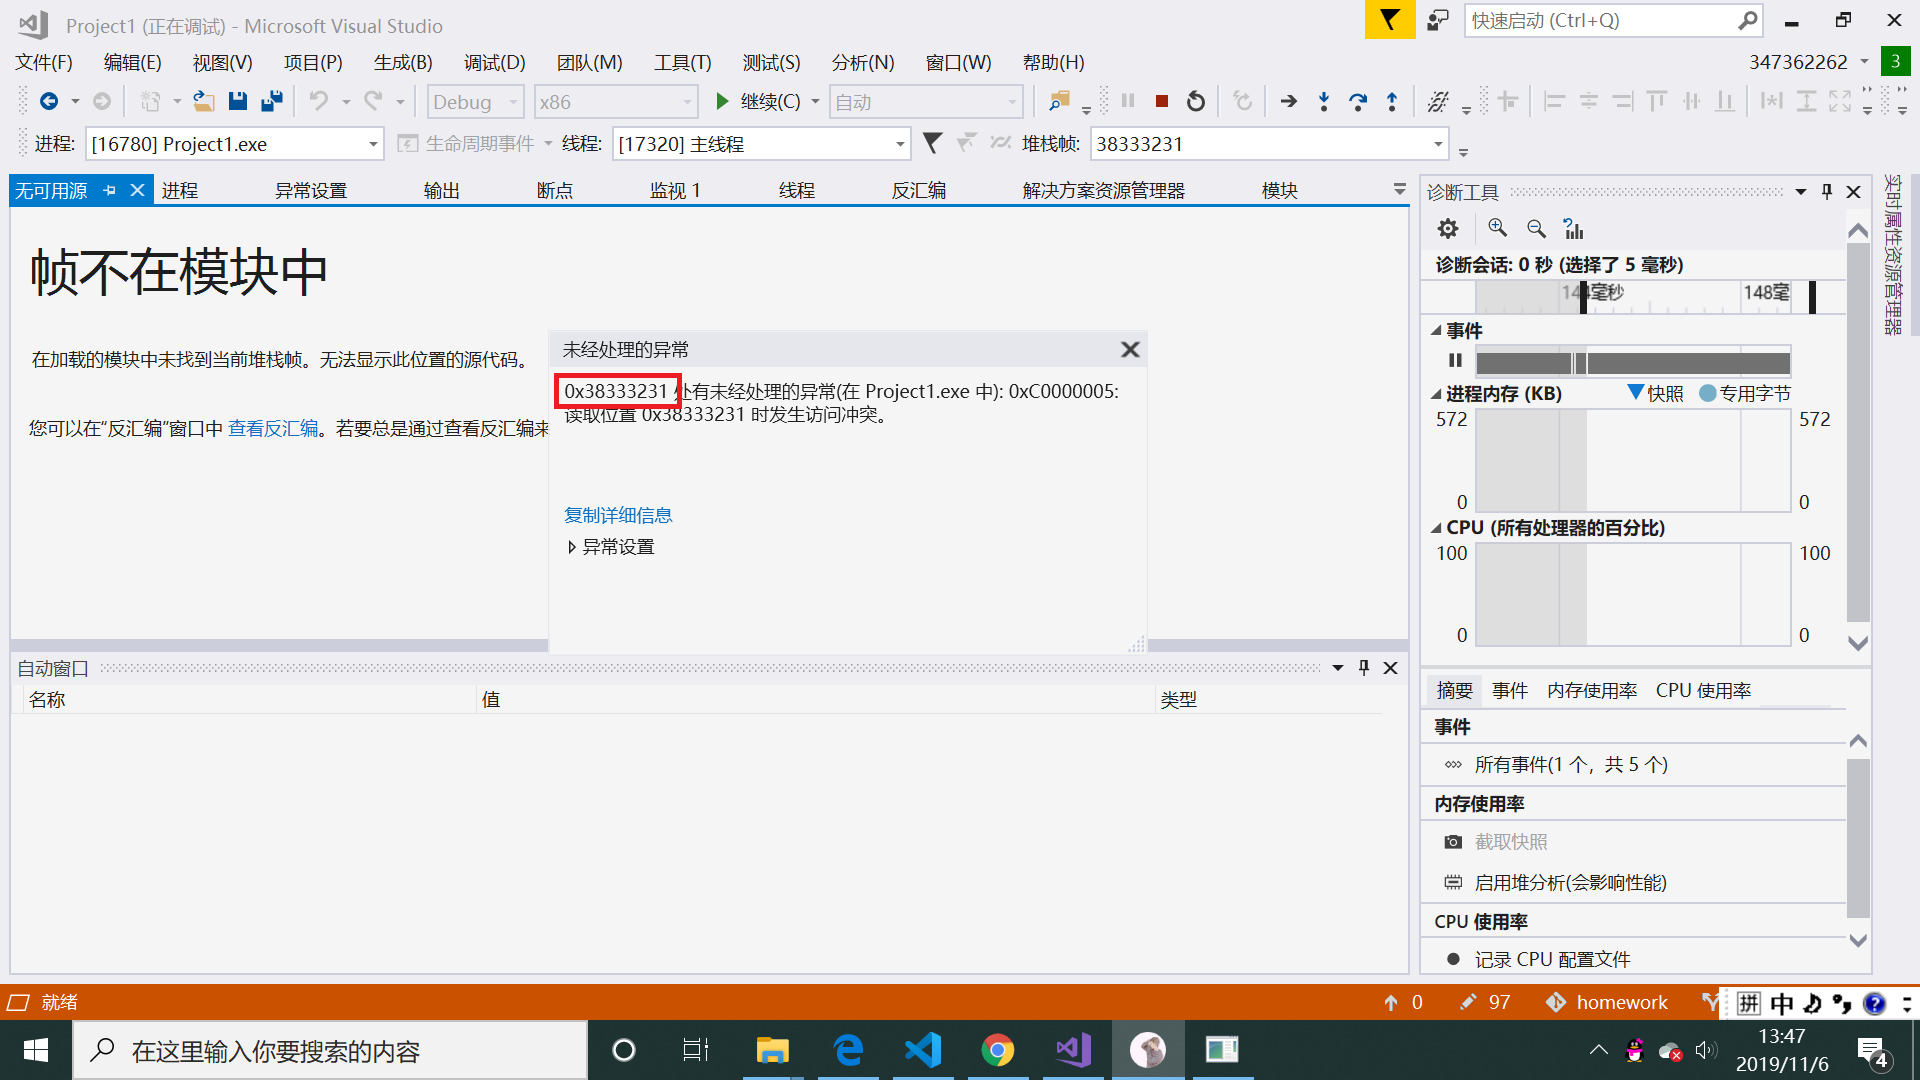 Project1 (正在调试) - Microsoft Visual Studio
快速启动 (Ctrl+Q)
文件(F) 编辑(E) 视图(V) 项目(P) 生成(B) 调试(D) 团队(M) 工具(T) 测试(S) 分析(N) 窗口(W) 帮助(H)
347362262 3
Debug x86 继续(C) 自动
进程: [16780] Project1.exe 生命周期事件 线程: [17320] 主线程 堆栈帧: 38333231
无可用源 进程 异常设置 输出 断点 监视 1 线程 反汇编 解决方案资源管理器 模块
帧不在模块中
在加载的模块中未找到当前堆栈帧。无法显示此位置的源代码。
您可以在“反汇编”窗口中 查看反汇编。若要总是通过查看反汇编来
未经处理的异常
0x38333231 处有未经处理的异常(在 Project1.exe 中): 0xC0000005:
读取位置 0x38333231 时发生访问冲突。
复制详细信息
异常设置
自动窗口
名称 值 类型
诊断工具
诊断会话: 0 秒 (选择了 5 毫秒)
144毫秒 148毫
事件
进程内存 (KB) 快照 专用字节
572 572
0 0
CPU (所有处理器的百分比)
100 100
0 0
摘要 事件 内存使用率 CPU 使用率
事件
所有事件(1 个，共 5 个)
内存使用率
截取快照
启用堆分析(会影响性能)
CPU 使用率
记录 CPU 配置文件
实时属性资源管理器
就绪
0 97 homework
拼 中
在这里输入你要搜索的内容
13:47
2019/11/6
4